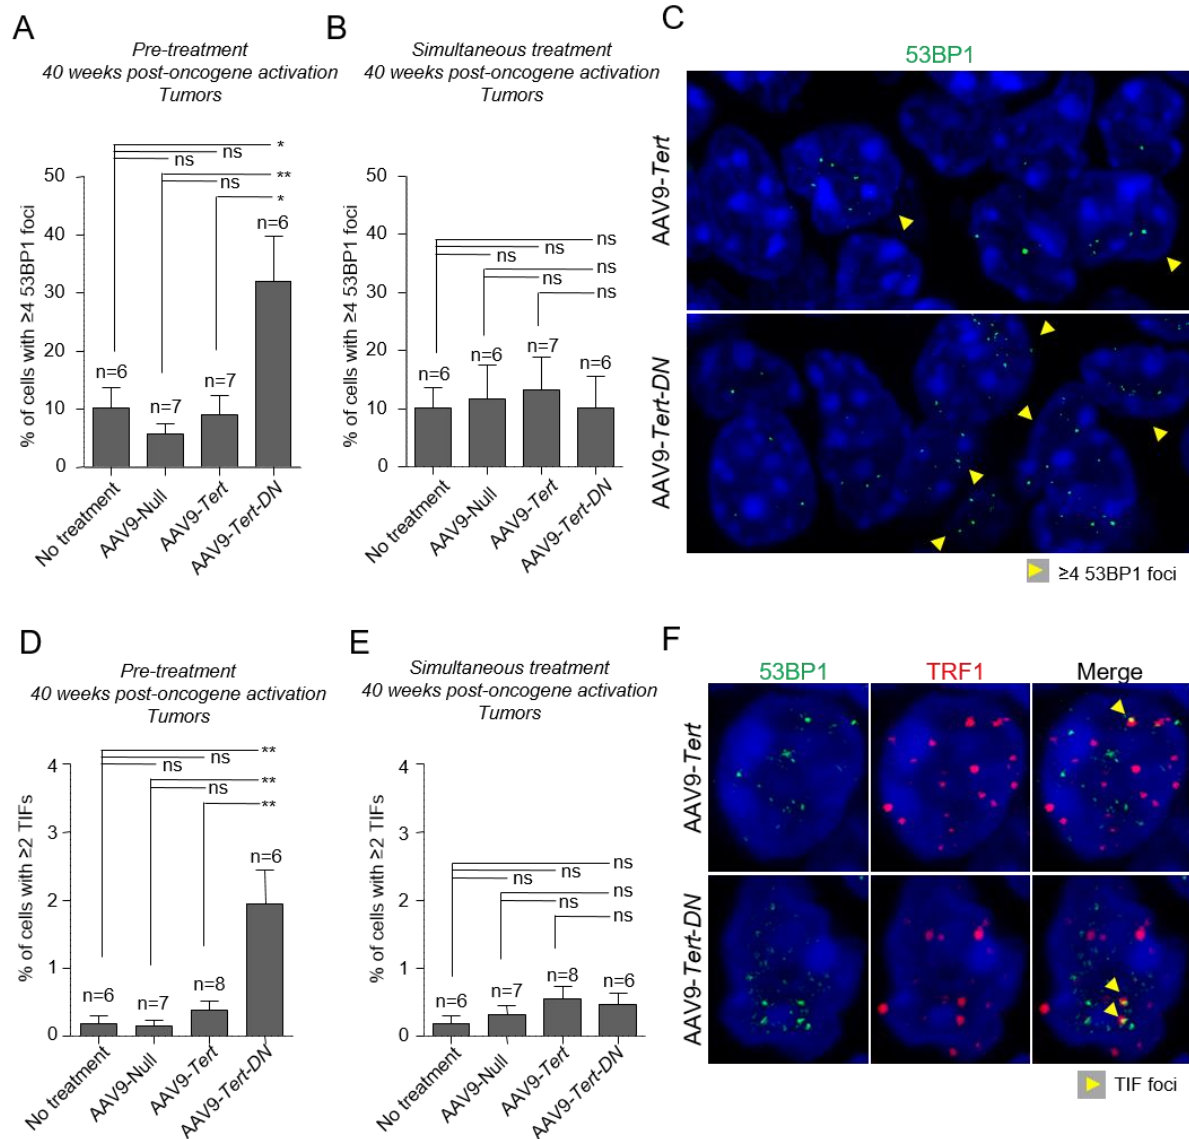 A
Pre-treatment
40 weeks post-oncogene activation
Tumors
% of cells with ≥4 53BP1 foci
50
40
30
20
10
0
*
ns
ns
**
ns
*
n=6
n=7
n=7
n=6
No treatment
AAV9-Null
AAV9-Tert
AAV9-Tert-DN
B
Simultaneous treatment
40 weeks post-oncogene activation
Tumors
% of cells with ≥4 53BP1 foci
50
40
30
20
10
0
ns
ns
ns
ns
ns
ns
n=6
n=6
n=7
n=6
No treatment
AAV9-Null
AAV9-Tert
AAV9-Tert-DN
C
53BP1
AAV9-Tert
AAV9-Tert-DN
≥4 53BP1 foci
D
Pre-treatment
40 weeks post-oncogene activation
Tumors
% of cells with ≥2 TIFs
4
3
2
1
0
**
ns
ns
**
ns
**
n=6
n=7
n=8
n=6
No treatment
AAV9-Null
AAV9-Tert
AAV9-Tert-DN
E
Simultaneous treatment
40 weeks post-oncogene activation
Tumors
% of cells with ≥2 TIFs
4
3
2
1
0
ns
ns
ns
ns
ns
ns
n=6
n=7
n=8
n=6
No treatment
AAV9-Null
AAV9-Tert
AAV9-Tert-DN
F
53BP1
TRF1
Merge
AAV9-Tert
AAV9-Tert-DN
TIF foci